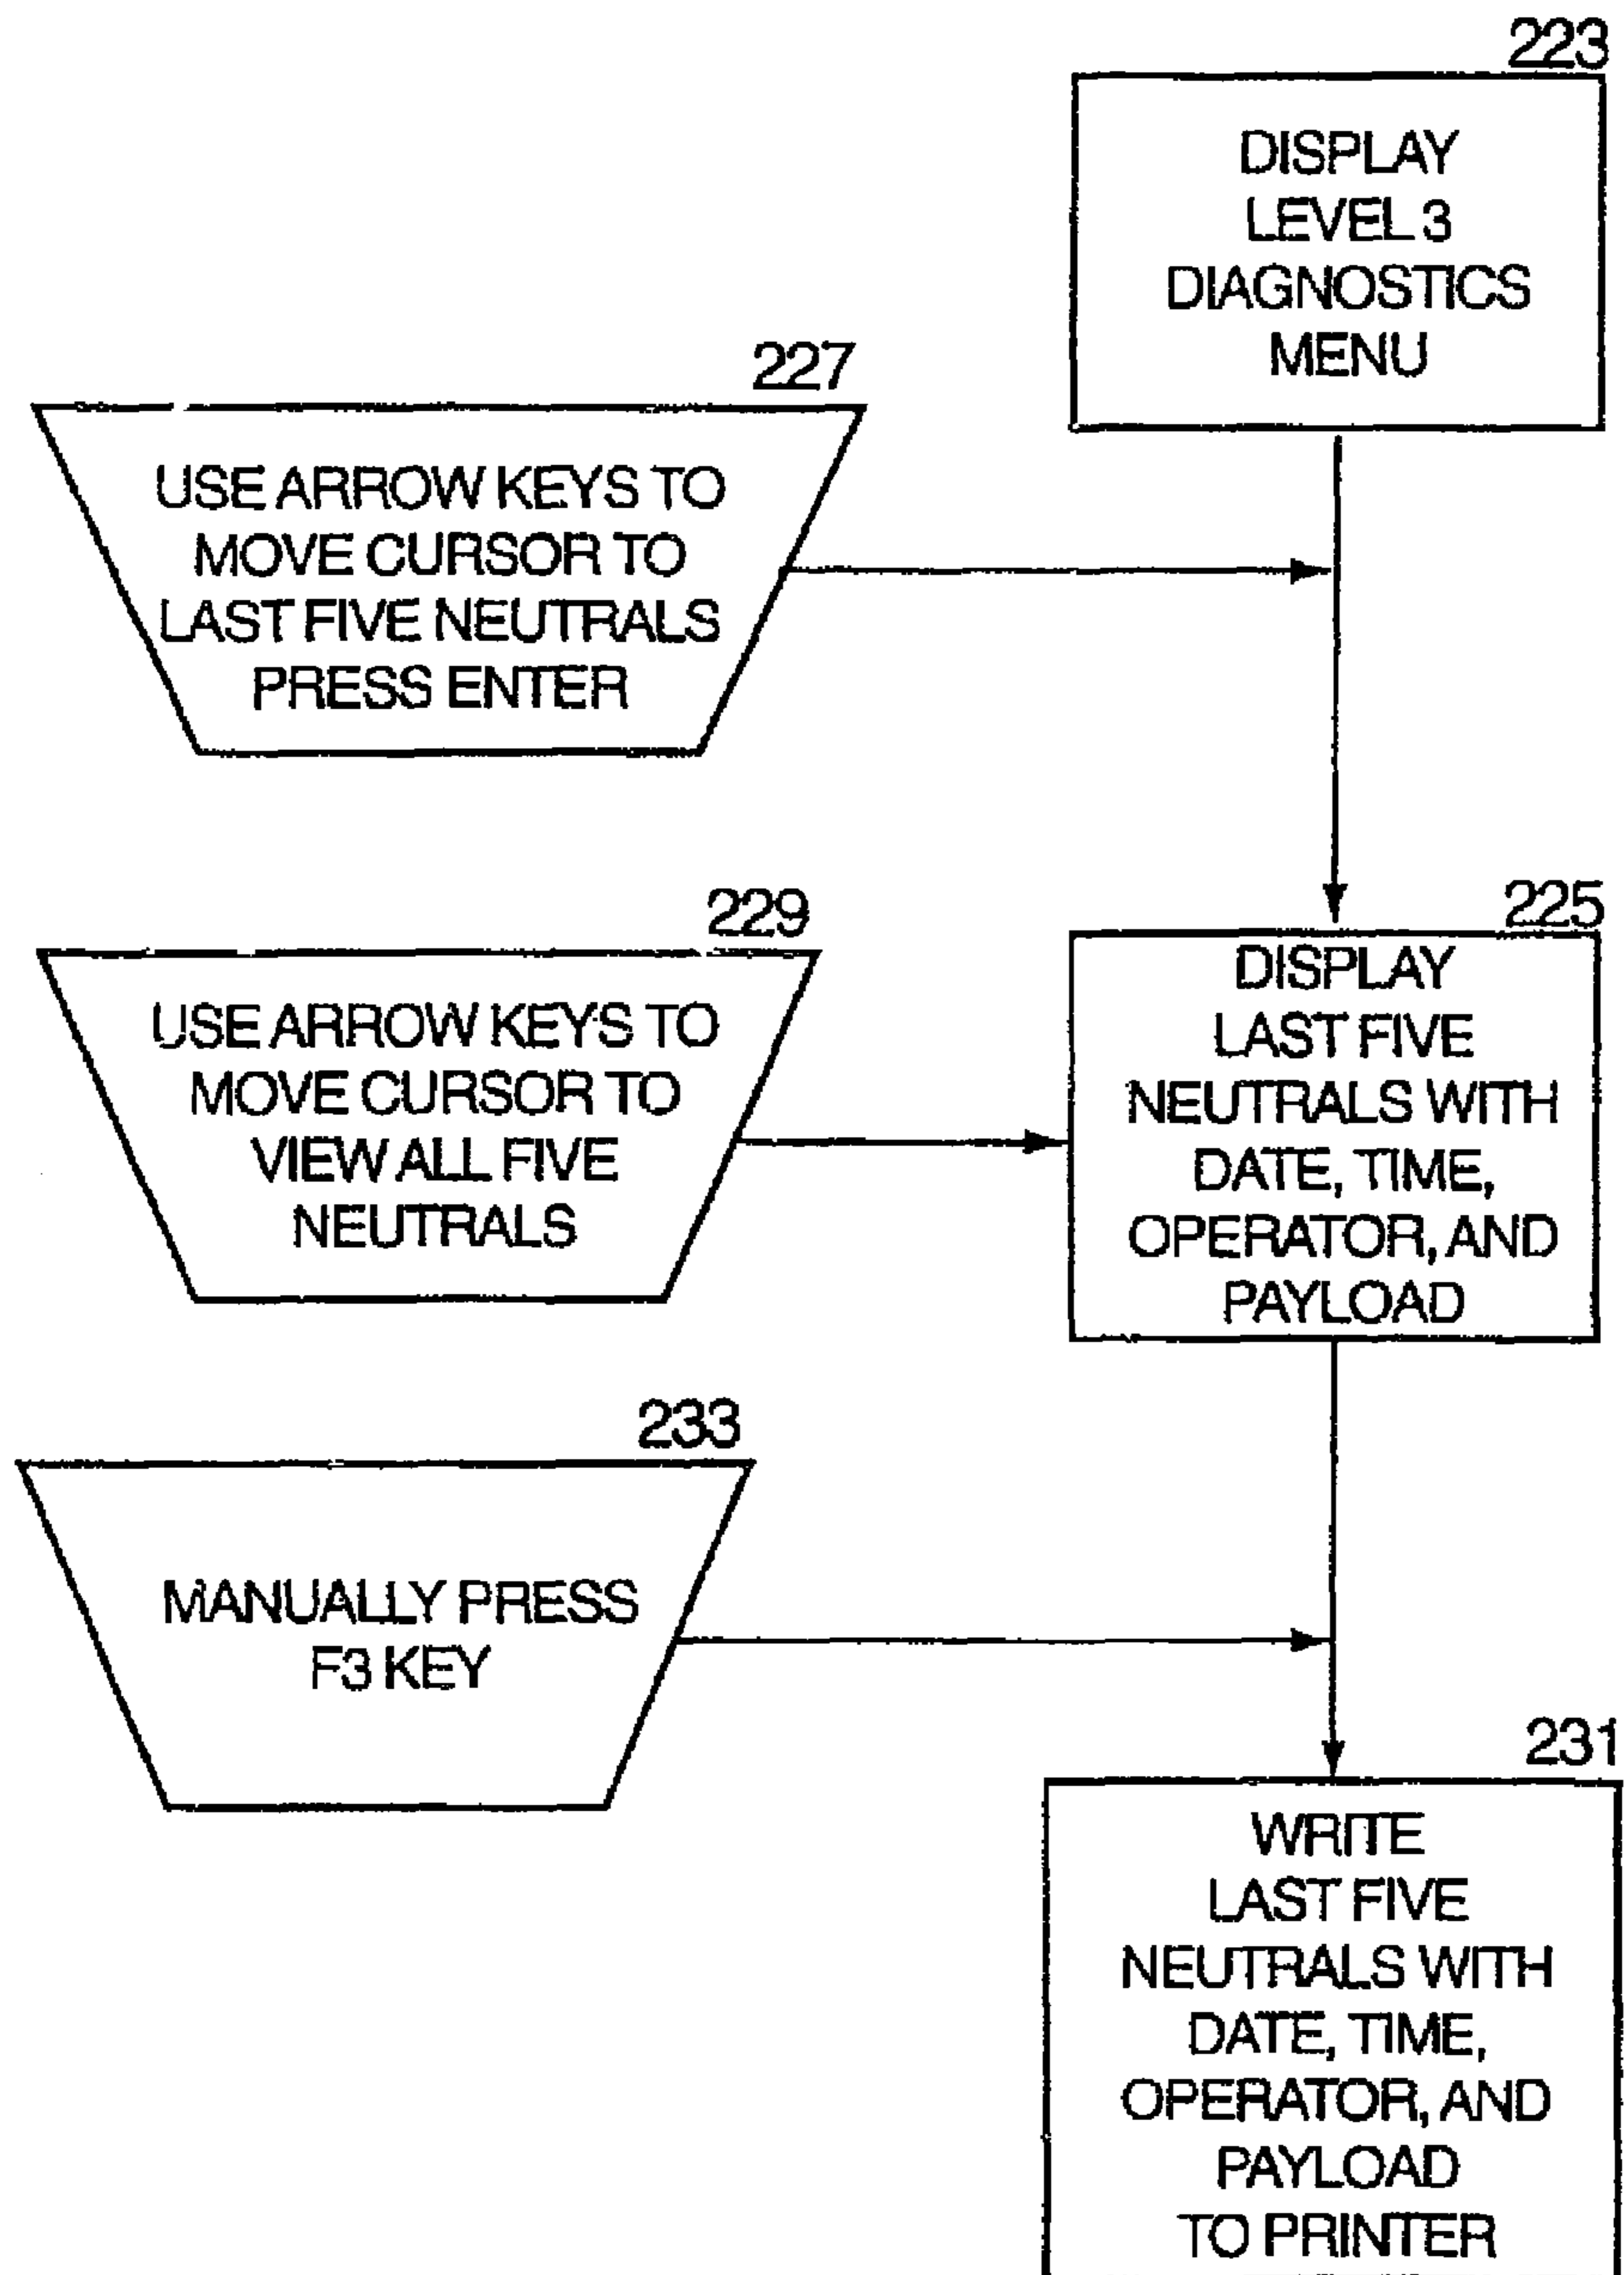 223
DISPLAY
LEVEL 3
DIAGNOSTICS
MENU
227
USE ARROW KEYS TO
MOVE CURSOR TO
LAST FIVE NEUTRALS
PRESS ENTER
229
USE ARROW KEYS TO
MOVE CURSOR TO
VIEW ALL FIVE
NEUTRALS
225
DISPLAY
LAST FIVE
NEUTRALS WITH
DATE, TIME,
OPERATOR, AND
PAYLOAD
233
MANUALLY PRESS
F3 KEY
231
WRITE
LAST FIVE
NEUTRALS WITH
DATE, TIME,
OPERATOR, AND
PAYLOAD
TO PRINTER